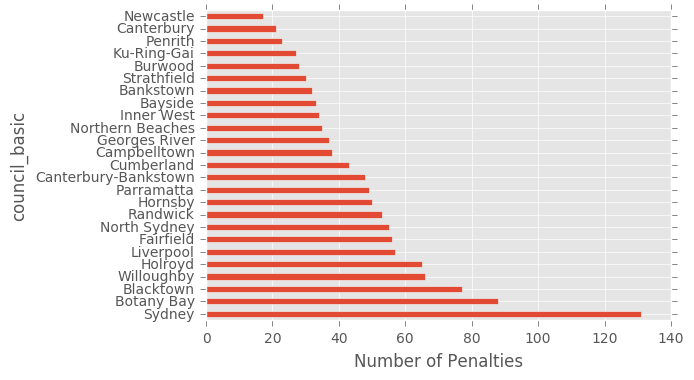 Newcastle
Canterbury
Penrith
Ku-Ring-Gai
Burwood
Strathfield
Bankstown
Bayside
Inner West
Northern Beaches
Georges River
Campbelltown
Cumberland
Canterbury-Bankstown
Parramatta
Hornsby
Randwick
North Sydney
Fairfield
Liverpool
Holroyd
Willoughby
Blacktown
Botany Bay
Sydney
council_basic
0 20 40 60 80 100 120 140
Number of Penalties